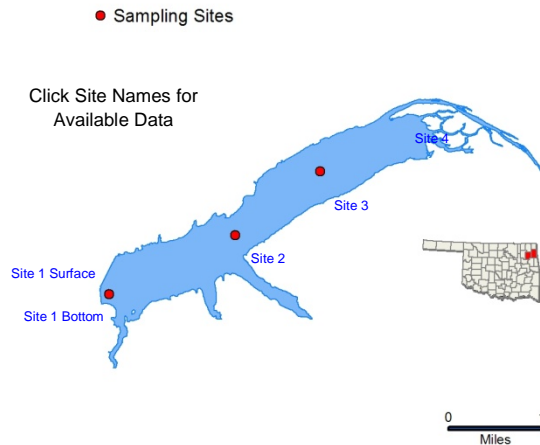 Sampling Sites
Click Site Names for
Available Data
Site 4
Site 3
Site 2
Site 1 Surface
Site 1 Bottom
0
Miles